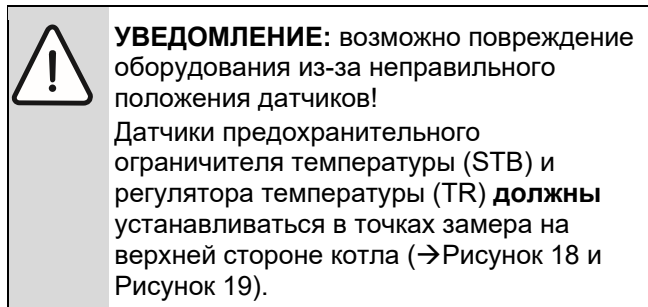 УВЕДОМЛЕНИЕ: возможно повреждение
оборудования из-за неправильного
положения датчиков!
Датчики предохранительного
ограничителя температуры (STB) и
регулятора температуры (TR) должны
устанавливаться в точках замера на
верхней стороне котла (→Рисунок 18 и
Рисунок 19).